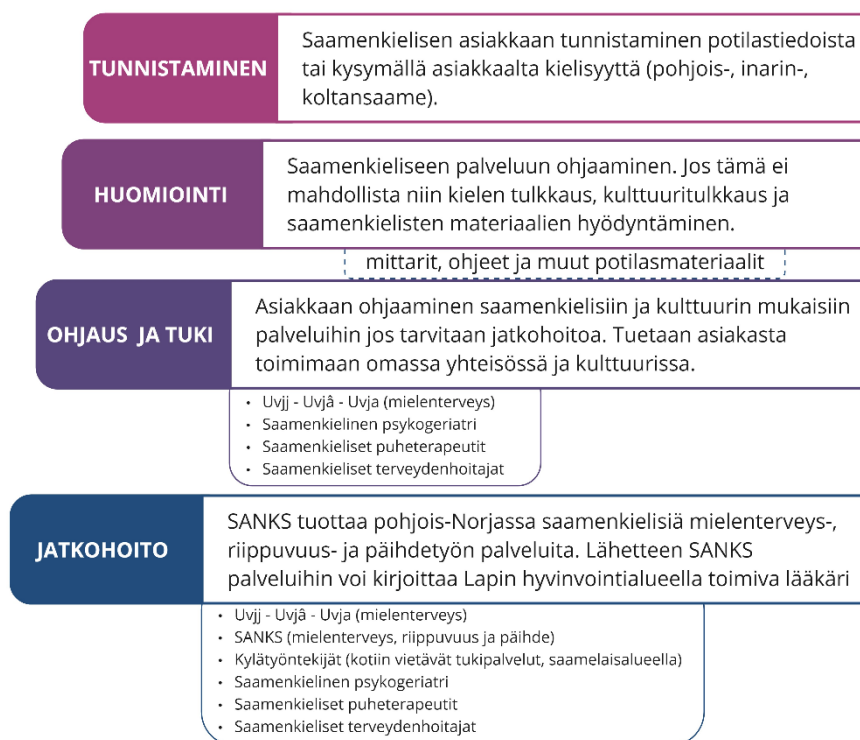 TUNNISTAMINEN
Saamenkielisen asiakkaan tunnistaminen potilastiedoista
tai kysymällä asiakkaalta kielisyyttä (pohjois-, inarin-,
koltansaame).
HUOMIOINTI
Saamenkieliseen palveluun ohjaaminen. Jos tämä ei
mahdollista niin kielen tulkkaus, kulttuuritulkkaus ja
saamenkielisten materiaalien hyödyntäminen.
mittarit, ohjeet ja muut potilasmateriaalit
OHJAUS JA TUKI
Asiakkaan ohjaaminen saamenkielisiin ja kulttuurin mukaisiin
palveluihin jos tarvitaan jatkohoitoa. Tuetaan asiakasta
toimimaan omassa yhteisössä ja kulttuurissa.
• Uvjj - Uvjâ - Uvja (mielenterveys)
• Saamenkielinen psykogeriatri
• Saamenkieliset puheterapeutit
• Saamenkieliset terveydenhoitajat
JATKOHOITO
SANKS tuottaa pohjois-Norjassa saamenkielisiä mielenterveys-,
riippuvuus- ja päihdetyön palveluita. Lähetteen SANKS
palveluihin voi kirjoittaa Lapin hyvinvointialueella toimiva lääkäri
• Uvjj - Uvjâ - Uvja (mielenterveys)
• SANKS (mielenterveys, riippuvuus ja päihde)
• Kylätyöntekijät (kotiin vietävät tukipalvelut, saamelaisalueella)
• Saamenkielinen psykogeriatri
• Saamenkieliset puheterapeutit
• Saamenkieliset terveydenhoitajat